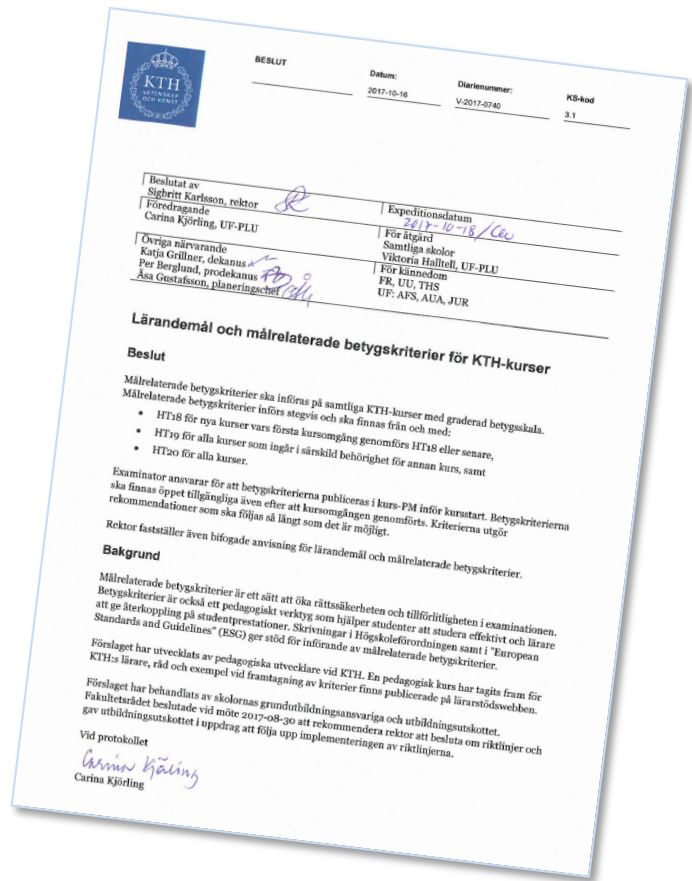 KTH
VETENSKAP
OCH KONST
BESLUT
Datum:
2017-10-16
Diarienummer:
V-2017-0740
KS-kod
3.1
Beslutat av
Sigbritt Karlsson, rektor
Expeditionsdatum
2017-10-18/
Föredragande
Carina Kjörling, UF-PLU
För åtgärd
Samtliga skolor
Viktoria Halltell, UF-PLU
Övriga närvarande
Katja Grillner, dekanus
Per Berglund, prodekanus
Åsa Gustafsson, planeringschef
För kännedom
FR, UU, THS
UF: AFS, AUA, JUR
Lärandemål och målrelaterade betygskriterier för KTH-kurser
Beslut
Målrelaterade betygskriterier ska införas på samtliga KTH-kurser med graderad betygsskala.
Målrelaterade betygskriterier införs stegvis och ska finnas från och med:
• HT18 för nya kurser vars första kursomgång genomförs HT18 eller senare,
• HT19 för alla kurser som ingår i särskild behörighet för annan kurs, samt
• HT20 för alla kurser.
Examinator ansvarar för att betygskriterierna publiceras i kurs-PM inför kursstart. Betygskriterierna
ska finnas öppet tillgängliga även efter att kursomgången genomförts. Kriterierna utgör
rekommendationer som ska följas så långt som det är möjligt.
Rektor fastställer även bifogade anvisning för lärandemål och målrelaterade betygskriterier.
Bakgrund
Målrelaterade betygskriterier är ett sätt att öka rättssäkerheten och tillförlitligheten i examinationen.
Betygskriterier är också ett pedagogiskt verktyg som hjälper studenter att studera effektivt och lärare
att ge återkoppling på studentprestationer. Skrivningar i Högskoleförordningen samt i "European
Standards and Guidelines" (ESG) ger stöd för införande av målrelaterade betygskriterier.
Förslaget har utvecklats av pedagogiska utvecklare vid KTH. En pedagogisk kurs har tagits fram för
KTH:s lärare, råd och exempel vid framtagning av kriterier finns publicerade på lärarstödswebben.
Förslaget har behandlats av skolornas grundutbildningsansvariga och utbildningsutskottet.
Fakultetsrådet beslutade vid möte 2017-08-30 att rekommendera rektor att besluta om riktlinjer och
gav utbildningsutskottet i uppdrag att följa upp implementeringen av riktlinjerna.
Vid protokollet
Carina Kjörling
Carina Kjörling